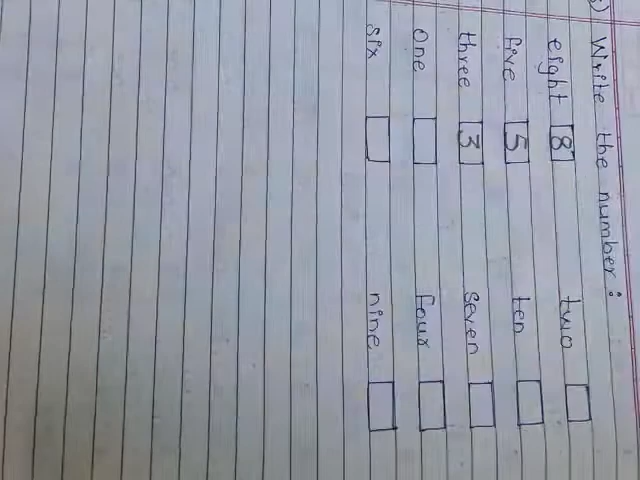 Write the number:
eight 8 two
five 5 ten
three 3 seven
one four
six nine